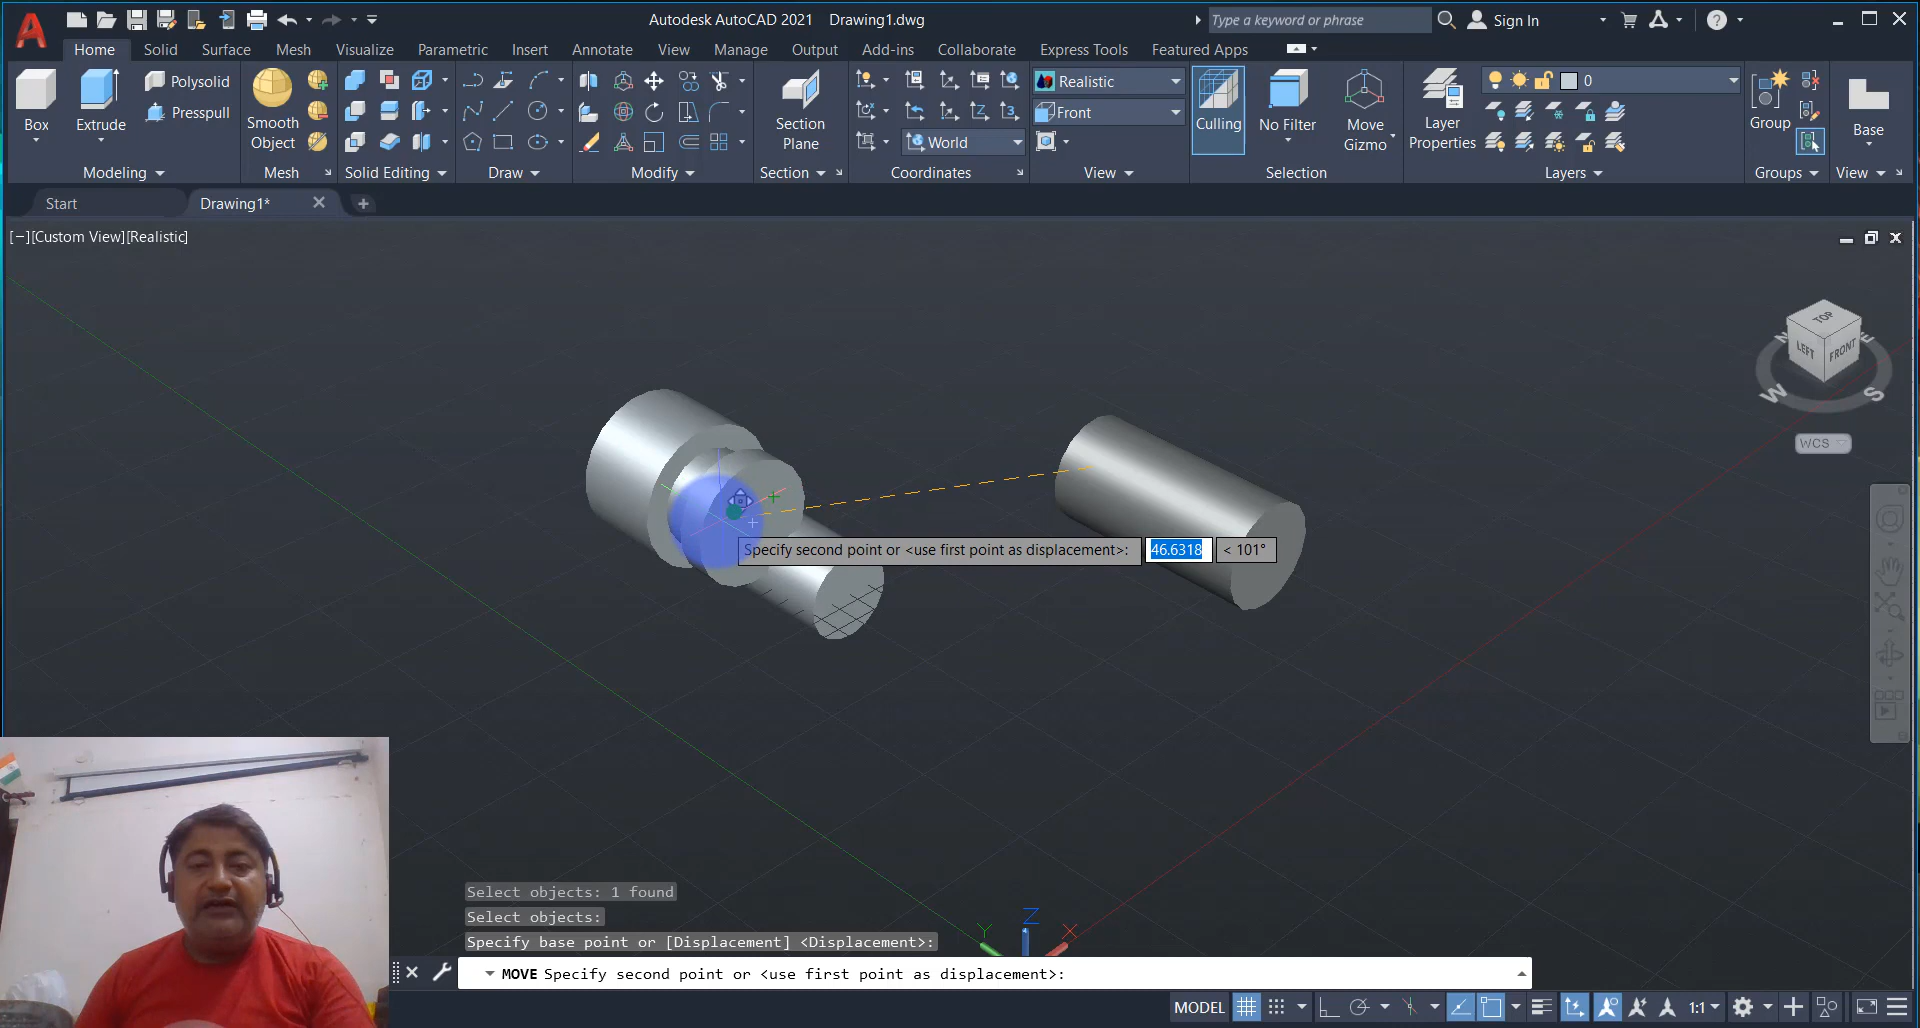 Autodesk AutoCAD 2021 Drawing1.dwg
Type a keyword or phrase
Sign In
Home Solid Surface Mesh Visualize Parametric Insert Annotate View Manage Output Add-ins Collaborate Express Tools Featured Apps
Box
Extrude
Polysolid
Presspull
Smooth Object
Section Plane
World
Realistic
Front
Culling
No Filter
Move Gizmo
Layer Properties
0
Group
Base
Modeling Mesh Solid Editing Draw Modify Section Coordinates View Selection Layers Groups View
Start Drawing1*
[−][Custom View][Realistic]
TOP
LEFT
FRONT
N
E
W
S
WCS
Specify second point or <use first point as displacement>: 46.6318 < 101°
Select objects: 1 found
Select objects:
Specify base point or [Displacement] <Displacement>:
Y
Z
X
MOVE Specify second point or <use first point as displacement>:
MODEL
1:1